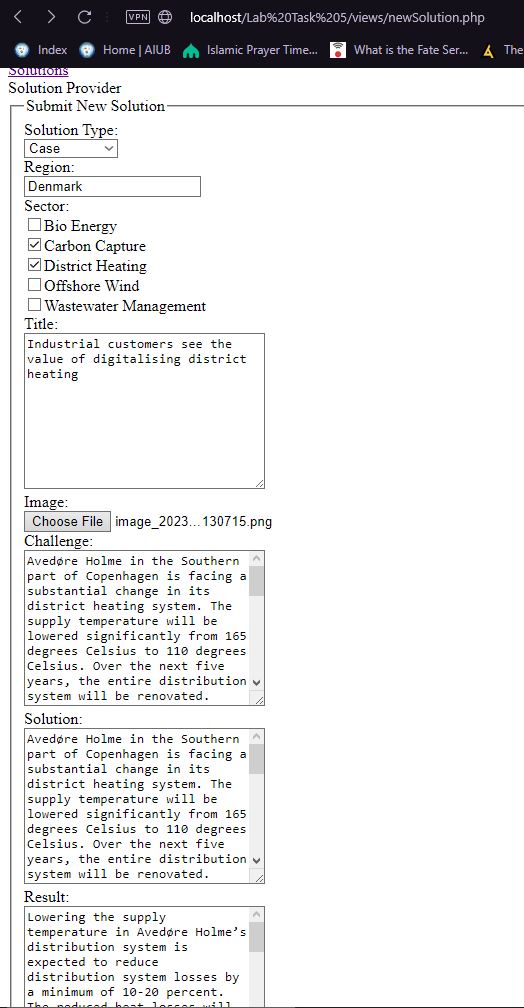 VPN localhost/Lab%20Task%205/views/newSolution.php
Index Home | AIUB Islamic Prayer Time... What is the Fate Ser... The
Solutions
Solution Provider
Submit New Solution
Solution Type:
Case
Region:
Denmark
Sector:
Bio Energy
Carbon Capture
District Heating
Offshore Wind
Wastewater Management
Title:
Industrial customers see the
value of digitalising district
heating
Image:
Choose File image_2023...130715.png
Challenge:
Avedøre Holme in the Southern
part of Copenhagen is facing a
substantial change in its
district heating system. The
supply temperature will be
lowered significantly from 165
degrees Celsius to 110 degrees
Celsius. Over the next five
years, the entire distribution
system will be renovated.
Solution:
Avedøre Holme in the Southern
part of Copenhagen is facing a
substantial change in its
district heating system. The
supply temperature will be
lowered significantly from 165
degrees Celsius to 110 degrees
Celsius. Over the next five
years, the entire distribution
system will be renovated.
Result:
Lowering the supply
temperature in Avedøre Holme’s
distribution system is
expected to reduce
distribution system losses by
a minimum of 10-20 percent.
The reduced heat losses will